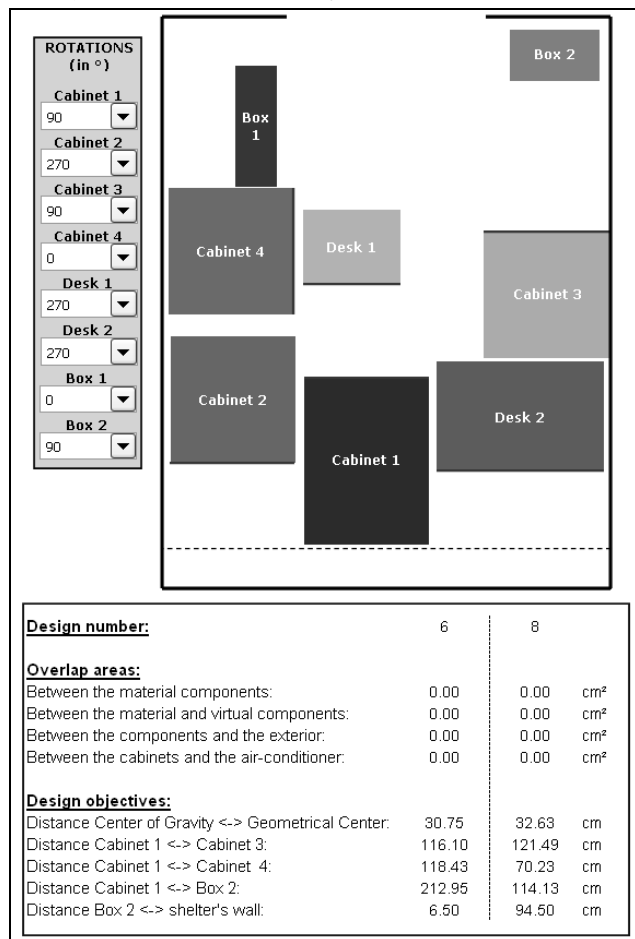 ROTATIONS
(in °)
Cabinet 1
90
Cabinet 2
270
Cabinet 3
90
Cabinet 4
0
Desk 1
270
Desk 2
270
Box 1
0
Box 2
90
Box 2
Box
1
Cabinet 4
Desk 1
Cabinet 3
Cabinet 2
Desk 2
Cabinet 1
Design number: 6 8
Overlap areas:
Between the material components: 0.00 0.00 cm²
Between the material and virtual components: 0.00 0.00 cm²
Between the components and the exterior: 0.00 0.00 cm²
Between the cabinets and the air-conditioner: 0.00 0.00 cm²
Design objectives:
Distance Center of Gravity <-> Geometrical Center: 30.75 32.63 cm
Distance Cabinet 1 <-> Cabinet 3: 116.10 121.49 cm
Distance Cabinet 1 <-> Cabinet 4: 118.43 70.23 cm
Distance Cabinet 1 <-> Box 2: 212.95 114.13 cm
Distance Box 2 <-> shelter's wall: 6.50 94.50 cm